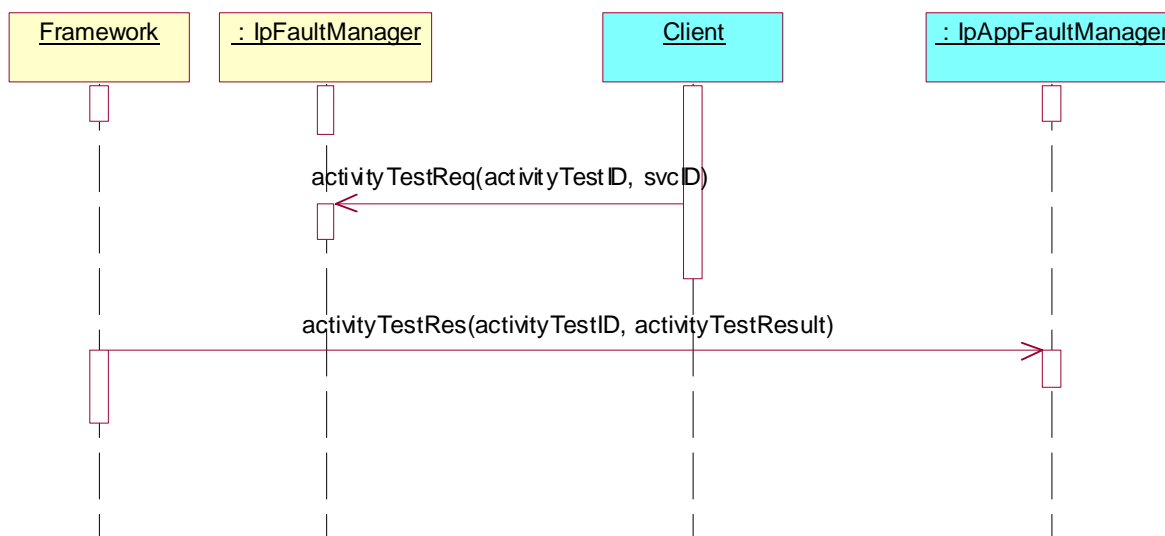 Framework
: IpFaultManager
Client
: IpAppFaultManager
activityTestReq(activityTestID, svcID)
activityTestRes(activityTestID, activityTestResult)